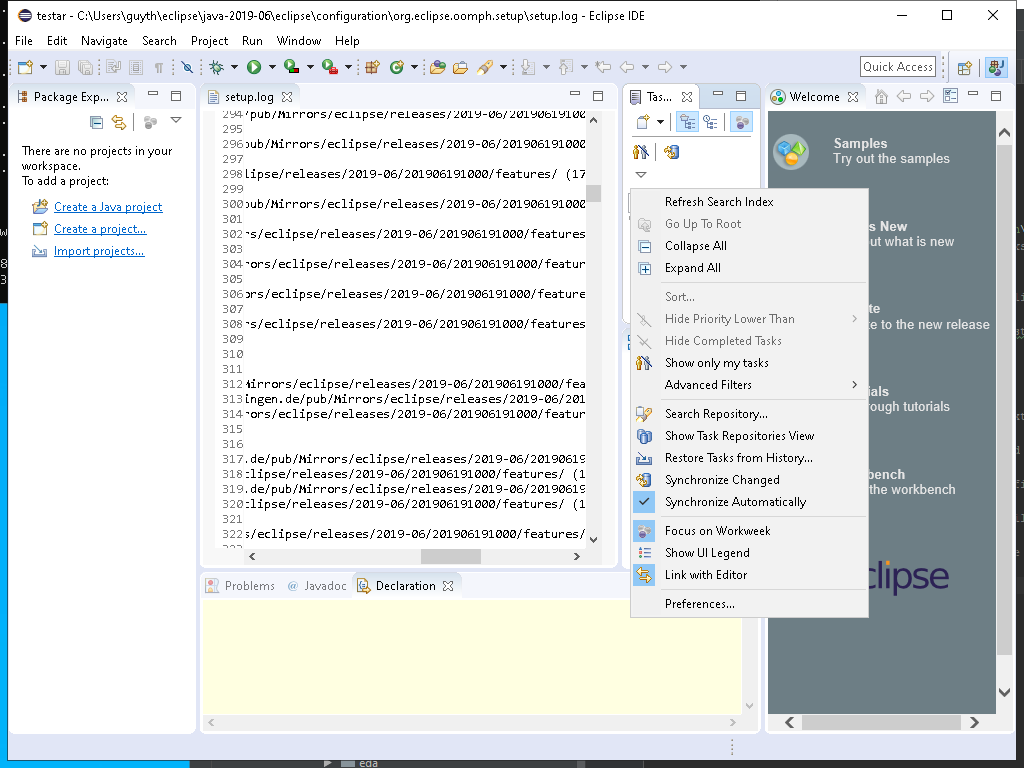 testar - C:\Users\guyth\eclipse\java-2019-06\eclipse\configuration\org.eclipse.oomph.setup\setup.log - Eclipse IDE
File Edit Navigate Search Project Run Window Help
Quick Access
Package Exp...
There are no projects in your
workspace.
To add a project:
Create a Java project
Create a project...
Import projects...
setup.log
294 /pub/Mirrors/eclipse/releases/2019-06/20190619100
295
296 pub/Mirrors/eclipse/releases/2019-06/201906191000
297
298 lipse/releases/2019-06/201906191000/features/ (17
299
300 pub/Mirrors/eclipse/releases/2019-06/201906191000
301
302 rs/eclipse/releases/2019-06/201906191000/features
303
304 rors/eclipse/releases/2019-06/201906191000/featur
305
306 ors/eclipse/releases/2019-06/201906191000/feature
307
308 rs/eclipse/releases/2019-06/201906191000/features
309
310
311
312 Mirrors/eclipse/releases/2019-06/201906191000/fea
313 ingen.de/pub/Mirrors/eclipse/releases/2019-06/201
314 rors/eclipse/releases/2019-06/201906191000/featur
315
316
317 .de/pub/Mirrors/eclipse/releases/2019-06/20190619
318 clipse/releases/2019-06/201906191000/features/ (1
319 .de/pub/Mirrors/eclipse/releases/2019-06/20190619
320 clipse/releases/2019-06/201906191000/features/ (1
321
322 s/eclipse/releases/2019-06/201906191000/features/
Problems @ Javadoc Declaration
Tas...
Refresh Search Index
Go Up To Root
Collapse All
Expand All
Sort...
Hide Priority Lower Than
Hide Completed Tasks
Show only my tasks
Advanced Filters
Search Repository...
Show Task Repositories View
Restore Tasks from History...
Synchronize Changed
Synchronize Automatically
Focus on Workweek
Show UI Legend
Link with Editor
Preferences...
Welcome
Samples
Try out the samples
s New
out what is new
te
te to the new release
ials
rough tutorials
bench
the workbench
clipse
eda